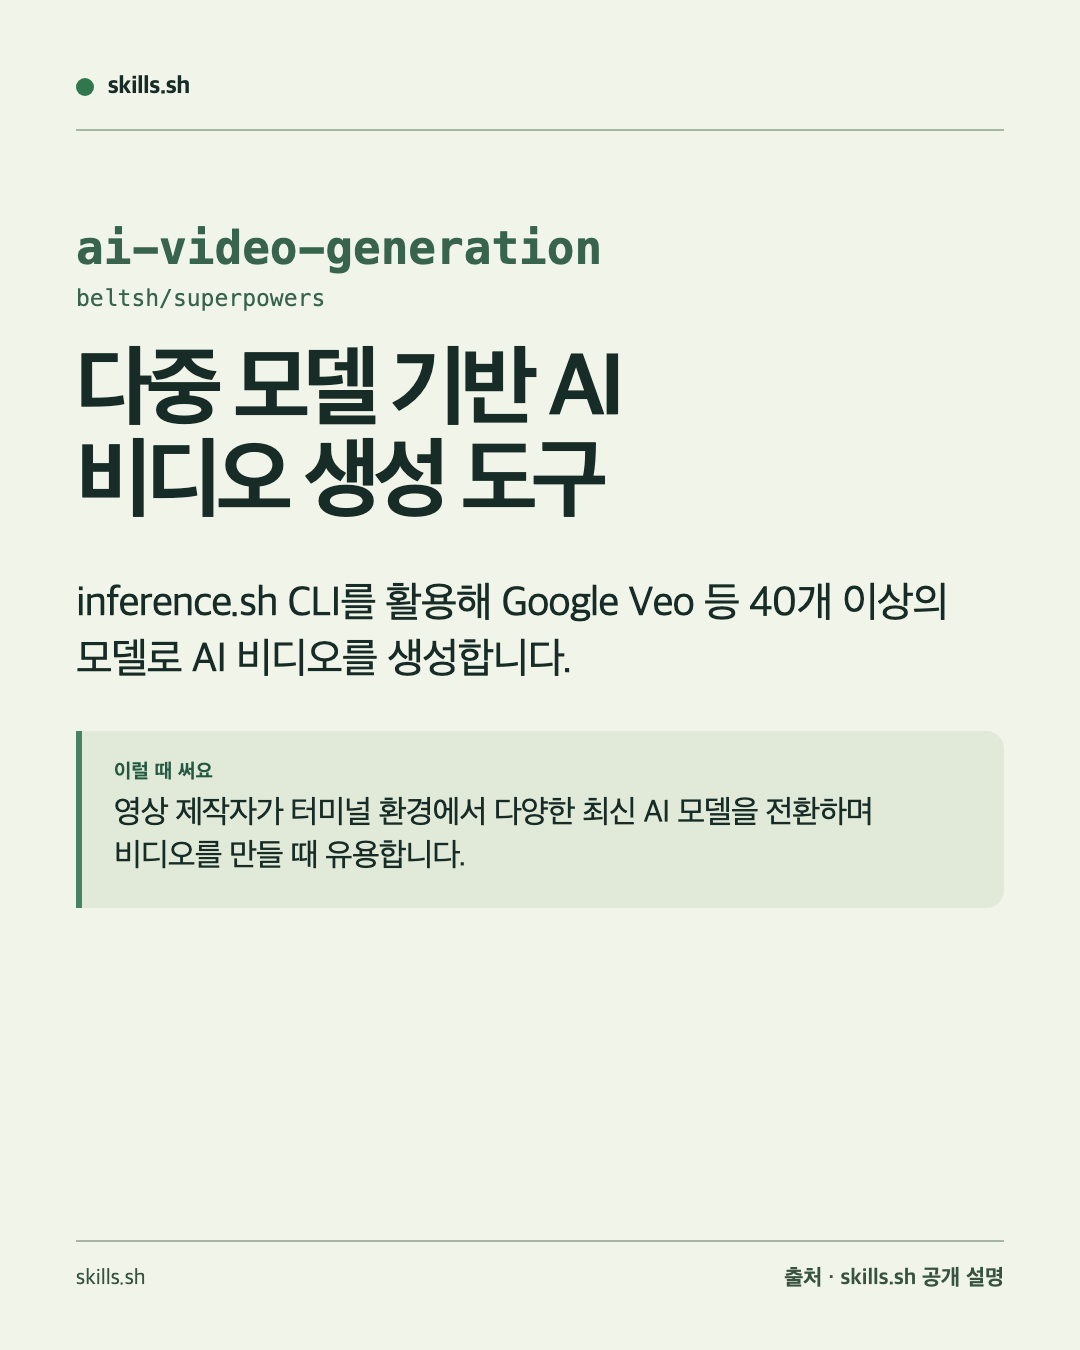 skills.sh
ai-video-generation
beltsh/superpowers
다중 모델 기반 AI
비디오 생성 도구
inference.sh CLI를 활용해 Google Veo 등 40개 이상의
모델로 AI 비디오를 생성합니다.
이럴 때 써요
영상 제작자가 터미널 환경에서 다양한 최신 AI 모델을 전환하며
비디오를 만들 때 유용합니다.
skills.sh
출처 · skills.sh 공개 설명